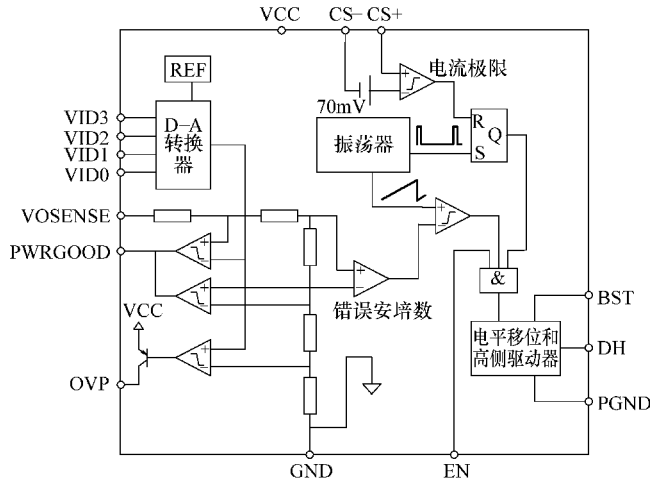 VCC
CS−
CS+
REF
电流极限
70mV
VID3
VID2
VID1
VID0
D−A
转换
器
振荡器
R
Q
S
VOSENSE
PWRGOOD
错误安培数
&
VCC
BST
电平移位和
高侧驱动器
DH
OVP
PGND
GND
EN